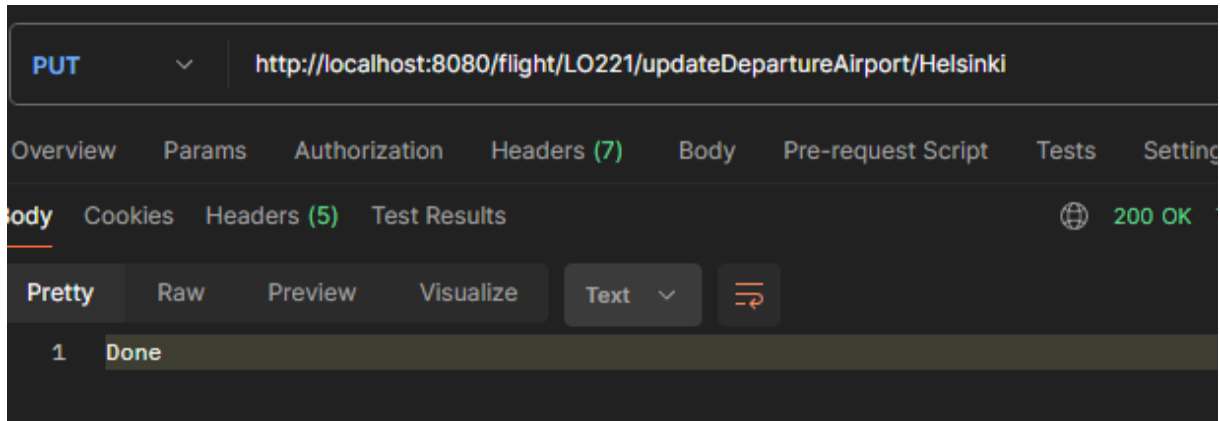 PUT http://localhost:8080/flight/LO221/updateDepartureAirport/Helsinki
Overview Params Authorization Headers (7) Body Pre-request Script Tests Setting
Body Cookies Headers (5) Test Results 200 OK
Pretty Raw Preview Visualize Text
1 Done